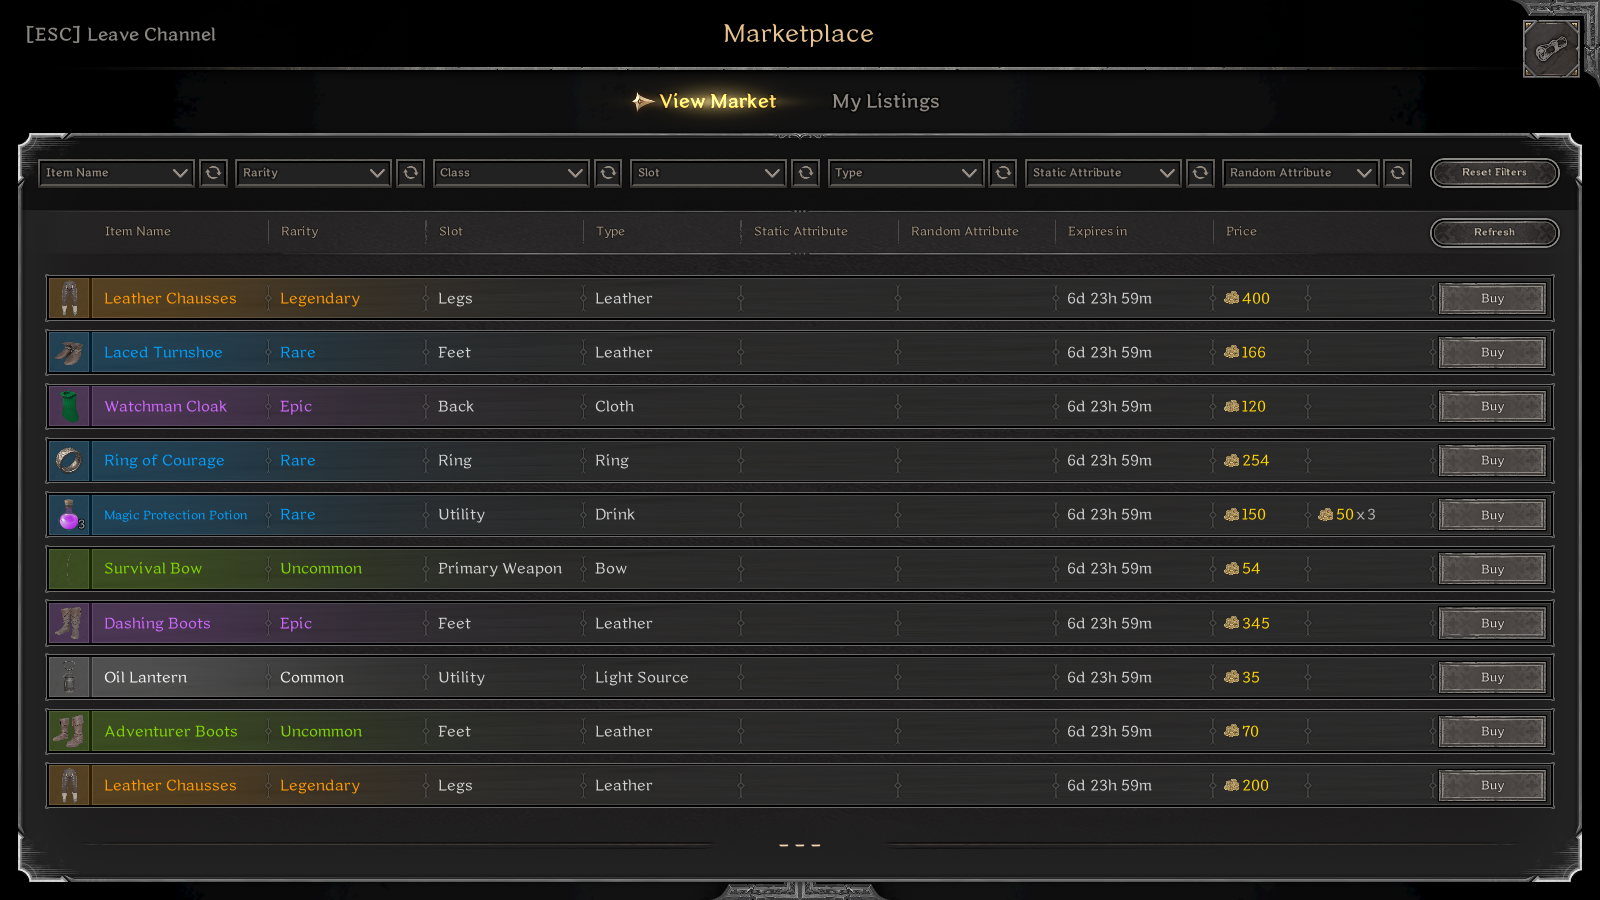 [ESC] Leave Channel
Marketplace
View Market My Listings
Item Name Rarity Class Slot Type Static Attribute Random Attribute Reset Filters
Item Name Rarity Slot Type Static Attribute Random Attribute Expires in Price Refresh
Leather Chausses Legendary Legs Leather 6d 23h 59m 400 Buy
Laced Turnshoe Rare Feet Leather 6d 23h 59m 166 Buy
Watchman Cloak Epic Back Cloth 6d 23h 59m 120 Buy
Ring of Courage Rare Ring Ring 6d 23h 59m 254 Buy
3 Magic Protection Potion Rare Utility Drink 6d 23h 59m 150 50 x 3 Buy
Survival Bow Uncommon Primary Weapon Bow 6d 23h 59m 54 Buy
Dashing Boots Epic Feet Leather 6d 23h 59m 345 Buy
Oil Lantern Common Utility Light Source 6d 23h 59m 35 Buy
Adventurer Boots Uncommon Feet Leather 6d 23h 59m 70 Buy
Leather Chausses Legendary Legs Leather 6d 23h 59m 200 Buy